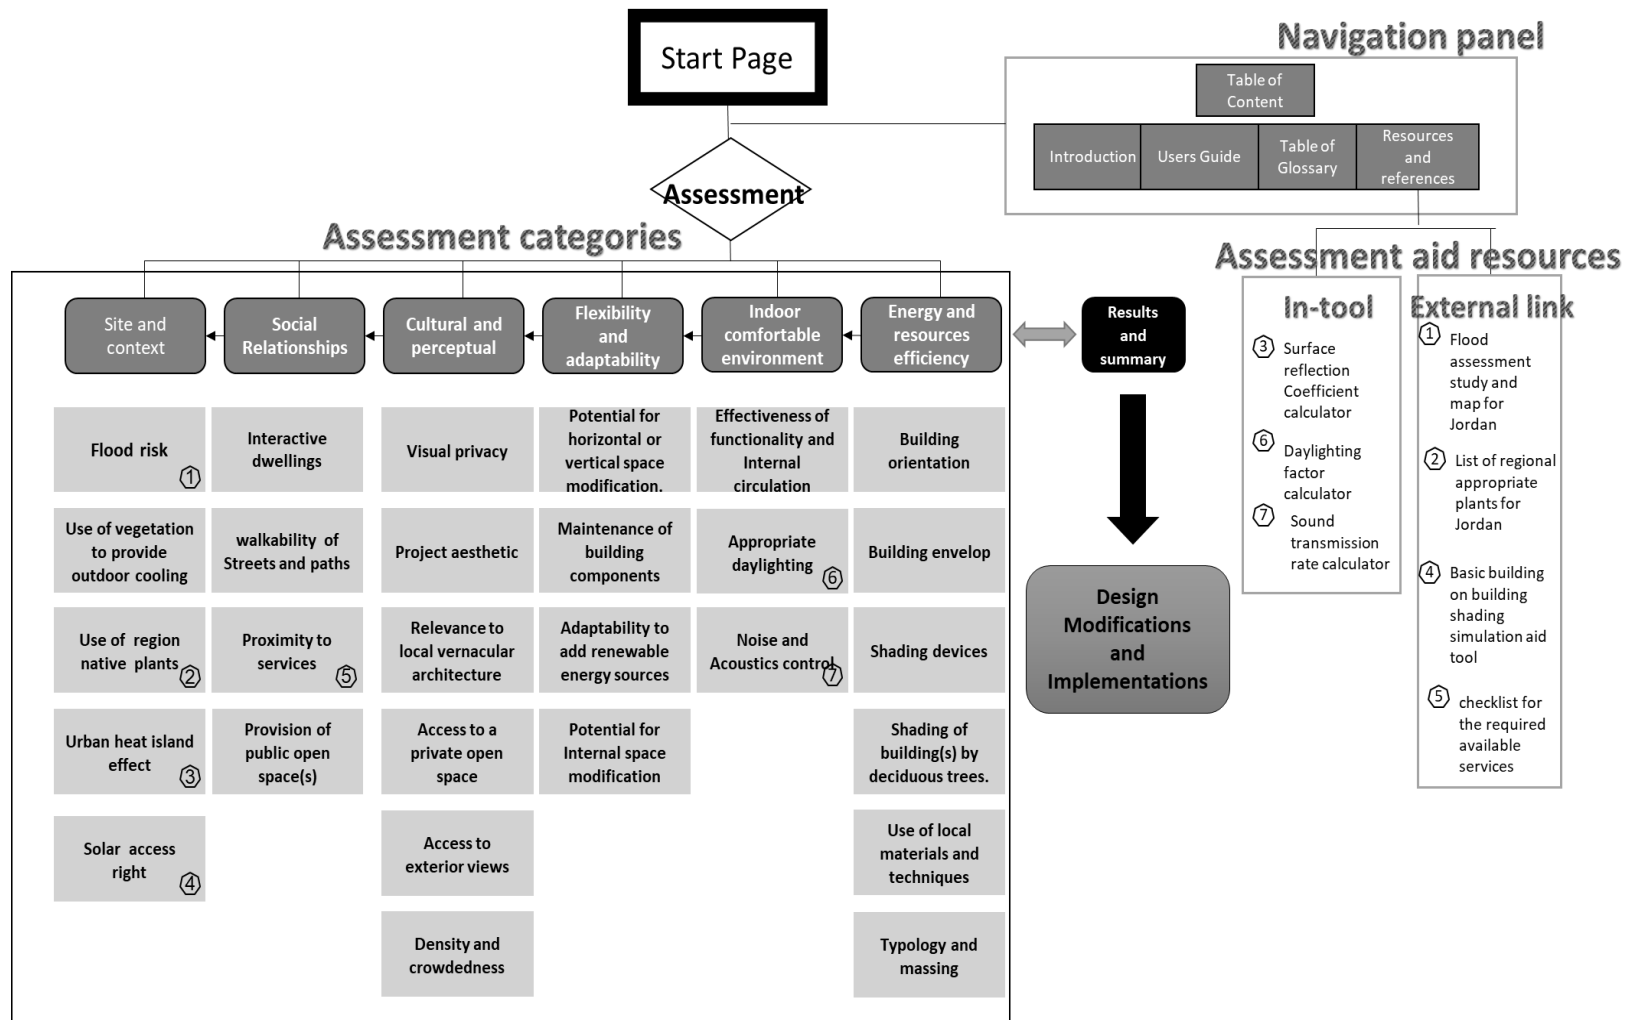 Start Page
Navigation panel
Table of
Content
Introduction
Users Guide
Table of
Glossary
Resources
and
references
Assessment
Assessment categories
Assessment aid resources
Site and
context
Social
Relationships
Cultural and
perceptual
Flexibility
and
adaptability
Indoor
comfortable
environment
Energy and
resources
efficiency
Results
and
summary
Flood risk
1
Use of vegetation
to provide
outdoor cooling
Use of region
native plants
2
Urban heat island
effect
3
Solar access
right
4
Interactive
dwellings
walkability of
Streets and paths
Proximity to
services
5
Provision of
public open
space(s)
Visual privacy
Project aesthetic
Relevance to
local vernacular
architecture
Access to a
private open
space
Access to
exterior views
Density and
crowdedness
Potential for
horizontal or
vertical space
modification.
Maintenance of
building
components
Adaptability to
add renewable
energy sources
Potential for
Internal space
modification
Effectiveness of
functionality and
Internal
circulation
Appropriate
daylighting
6
Noise and
Acoustics control
7
Building
orientation
Building envelop
Shading devices
Shading of
building(s) by
deciduous trees.
Use of local
materials and
techniques
Typology and
massing
Design
Modifications
and
Implementations
In-tool
3
Surface
reflection
Coefficient
calculator
6
Daylighting
factor
calculator
7
Sound
transmission
rate calculator
External link
1
Flood
assessment
study and
map for
Jordan
2
List of regional
appropriate
plants for
Jordan
4
Basic building
on building
shading
simulation aid
tool
5
checklist for
the required
available
services